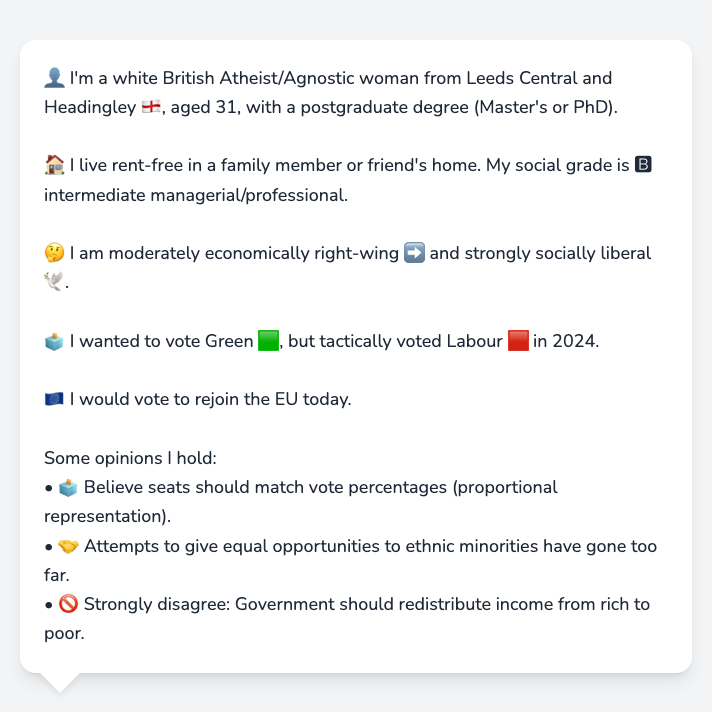 👤 I'm a white British Atheist/Agnostic woman from Leeds Central and
Headingley 🏴󠁧󠁢󠁥󠁮󠁧󠁿, aged 31, with a postgraduate degree (Master's or PhD).
🏠 I live rent-free in a family member or friend's home. My social grade is 🅱
intermediate managerial/professional.
🤔 I am moderately economically right-wing ➡️ and strongly socially liberal
🕊️.
🗳️ I wanted to vote Green 🟩, but tactically voted Labour 🟥 in 2024.
🇪🇺 I would vote to rejoin the EU today.
Some opinions I hold:
• 🗳️ Believe seats should match vote percentages (proportional
representation).
• 🤝 Attempts to give equal opportunities to ethnic minorities have gone too
far.
• 🚫 Strongly disagree: Government should redistribute income from rich to
poor.